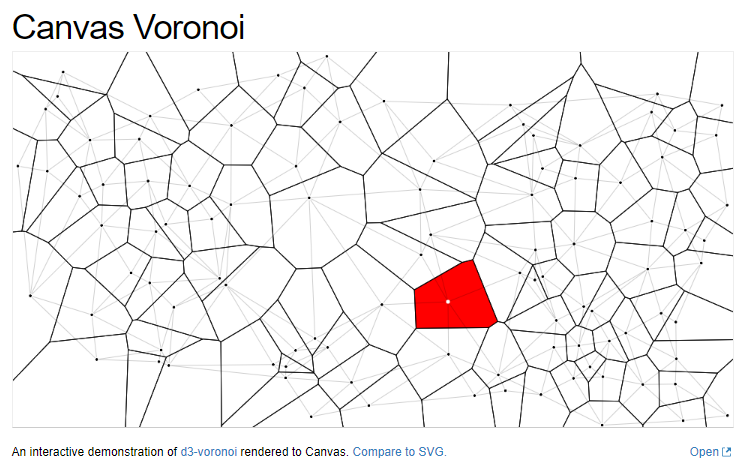 Canvas Voronoi
An interactive demonstration of d3-voronoi rendered to Canvas. Compare to SVG. Open